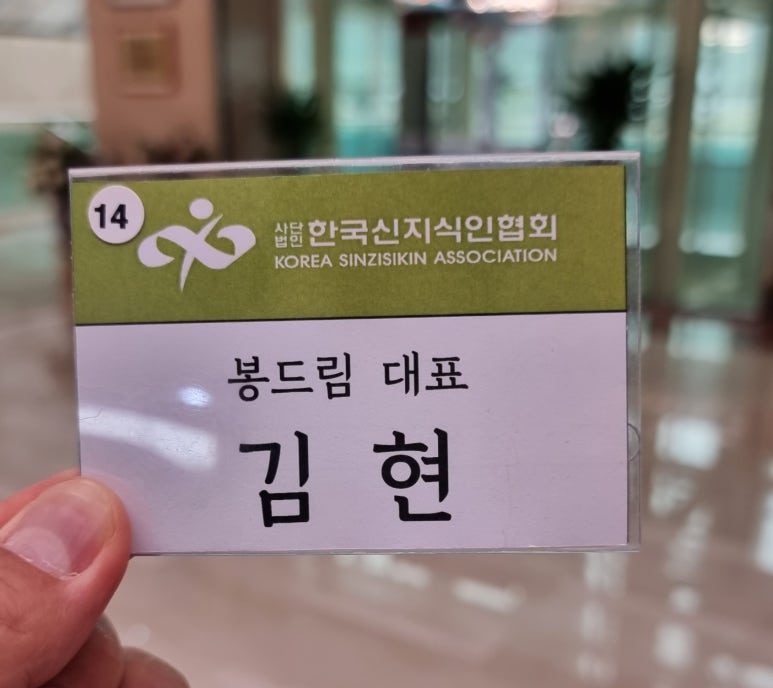 14
사단
법인 한국신지식인협회
KOREA SINZISIKIN ASSOCIATION
봉드림 대표
김 현